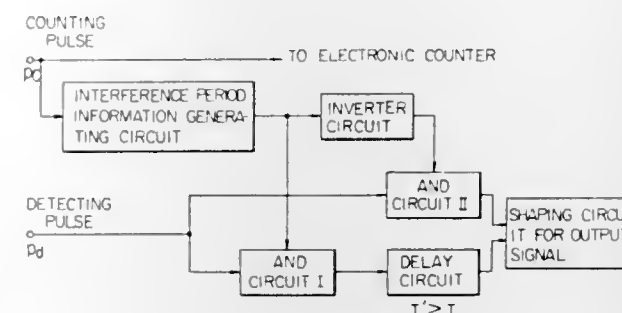 COUNTING
PULSE
TO ELECTRONIC COUNTER
INTERFERENCE PERIOD
INFORMATION GENERA-
TING CIRCUIT
INVERTER
CIRCUIT
AND
CIRCUIT II
DETECTING
PULSE
Pd
SHAPING CIRCU
IT FOR OUTPUT
SIGNAL
AND
CIRCUIT I
DELAY
CIRCUIT
T'> T